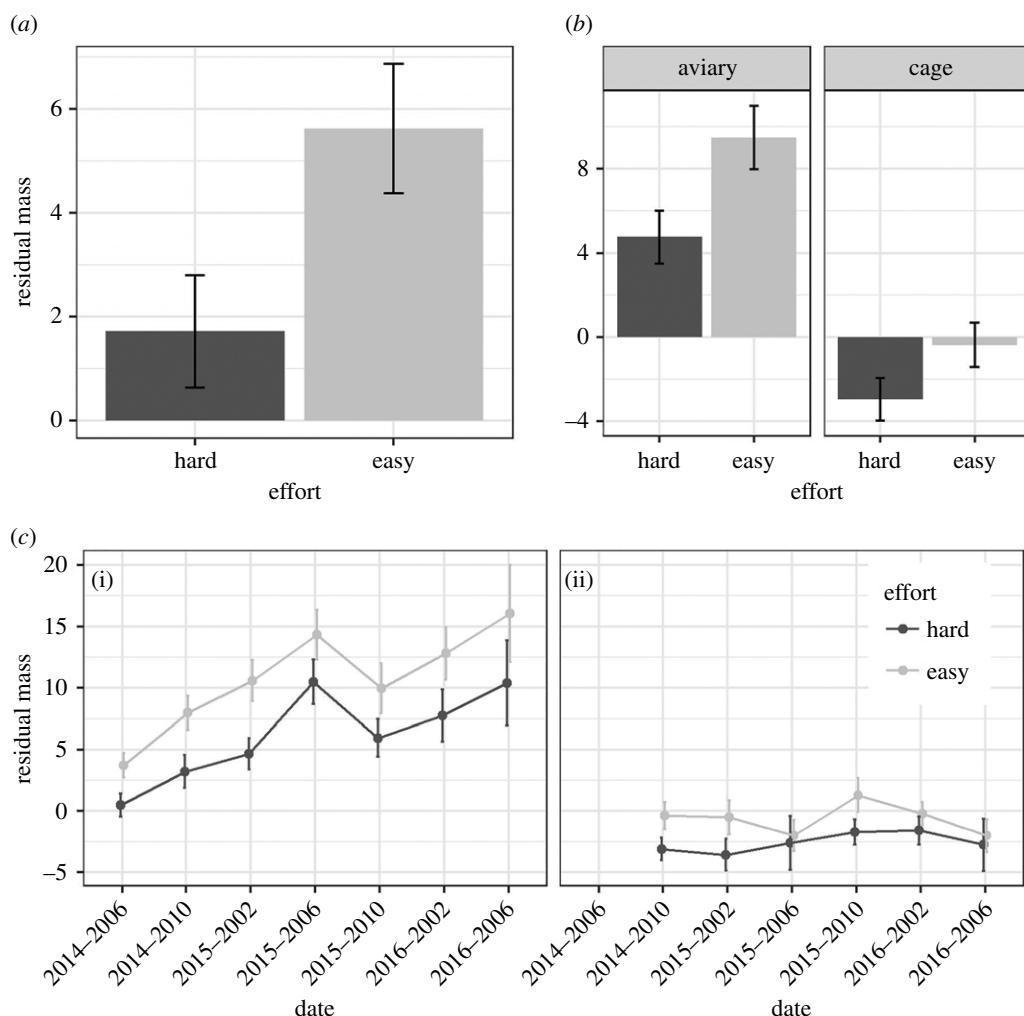 (a)
residual mass
6
4
2
0
hard easy
effort
(b)
aviary cage
8
4
0
−4
hard easy hard easy
effort
(c)
residual mass
20
15
10
5
0
−5
(i)
2014–2006 2014–2010 2015–2002 2015–2006 2015–2010 2016–2002 2016–2006
date
(ii)
effort
hard
easy
2014–2006 2014–2010 2015–2002 2015–2006 2015–2010 2016–2002 2016–2006
date